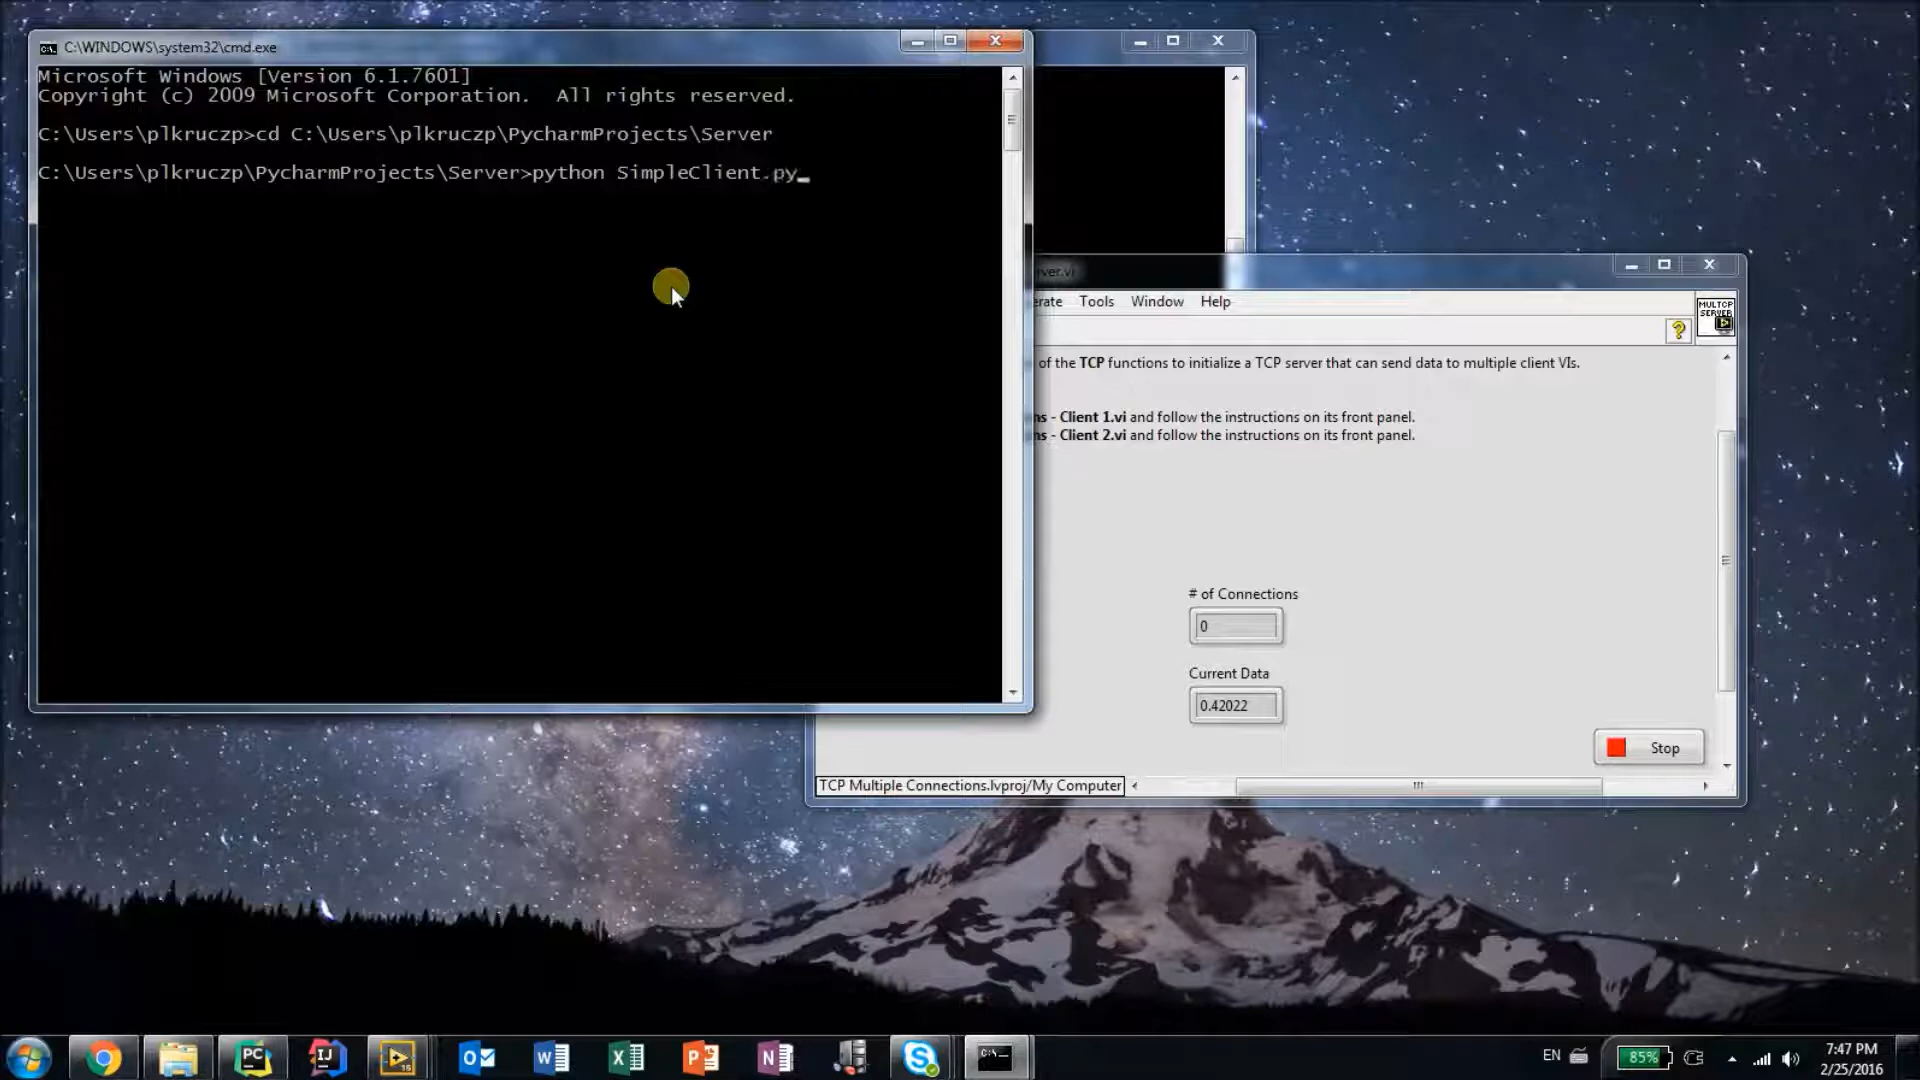 C:\WINDOWS\system32\cmd.exe
Microsoft Windows [Version 6.1.7601]
Copyright (c) 2009 Microsoft Corporation.  All rights reserved.
C:\Users\plkruczp>cd C:\Users\plkruczp\PycharmProjects\Server
C:\Users\plkruczp\PycharmProjects\Server>python SimpleClient.py_
rver.vi
erate Tools Window Help
MULTCP
SERVER
of the TCP functions to initialize a TCP server that can send data to multiple client VIs.
ns - Client 1.vi and follow the instructions on its front panel.
ns - Client 2.vi and follow the instructions on its front panel.
# of Connections
0
Current Data
0.42022
Stop
TCP Multiple Connections.lvproj/My Computer
EN
85%
7:47 PM
2/25/2016